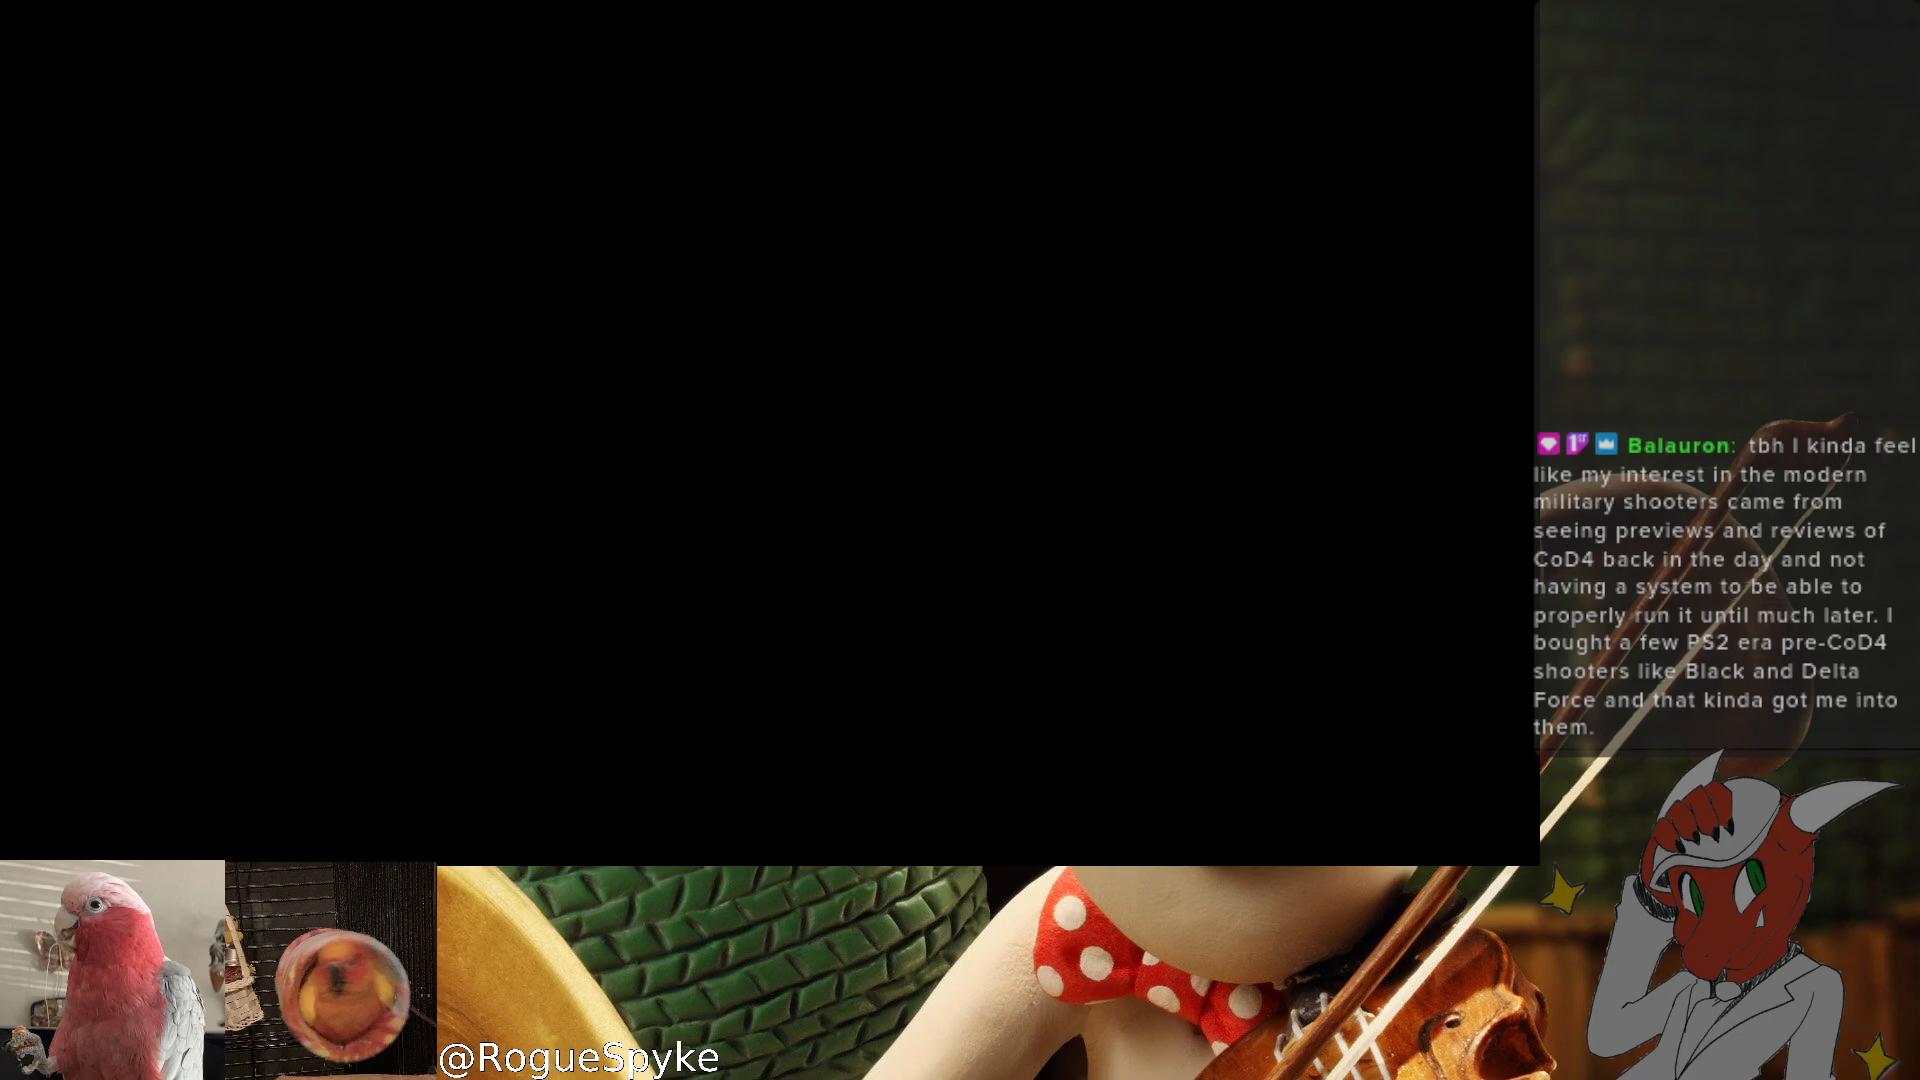 Balauron: tbh I kinda feel
like my interest in the modern
military shooters came from
seeing previews and reviews of
CoD4 back in the day and not
having a system to be able to
properly run it until much later. I
bought a few PS2 era pre-CoD4
shooters like Black and Delta
Force and that kinda got me into
them.
@RogueSpyke